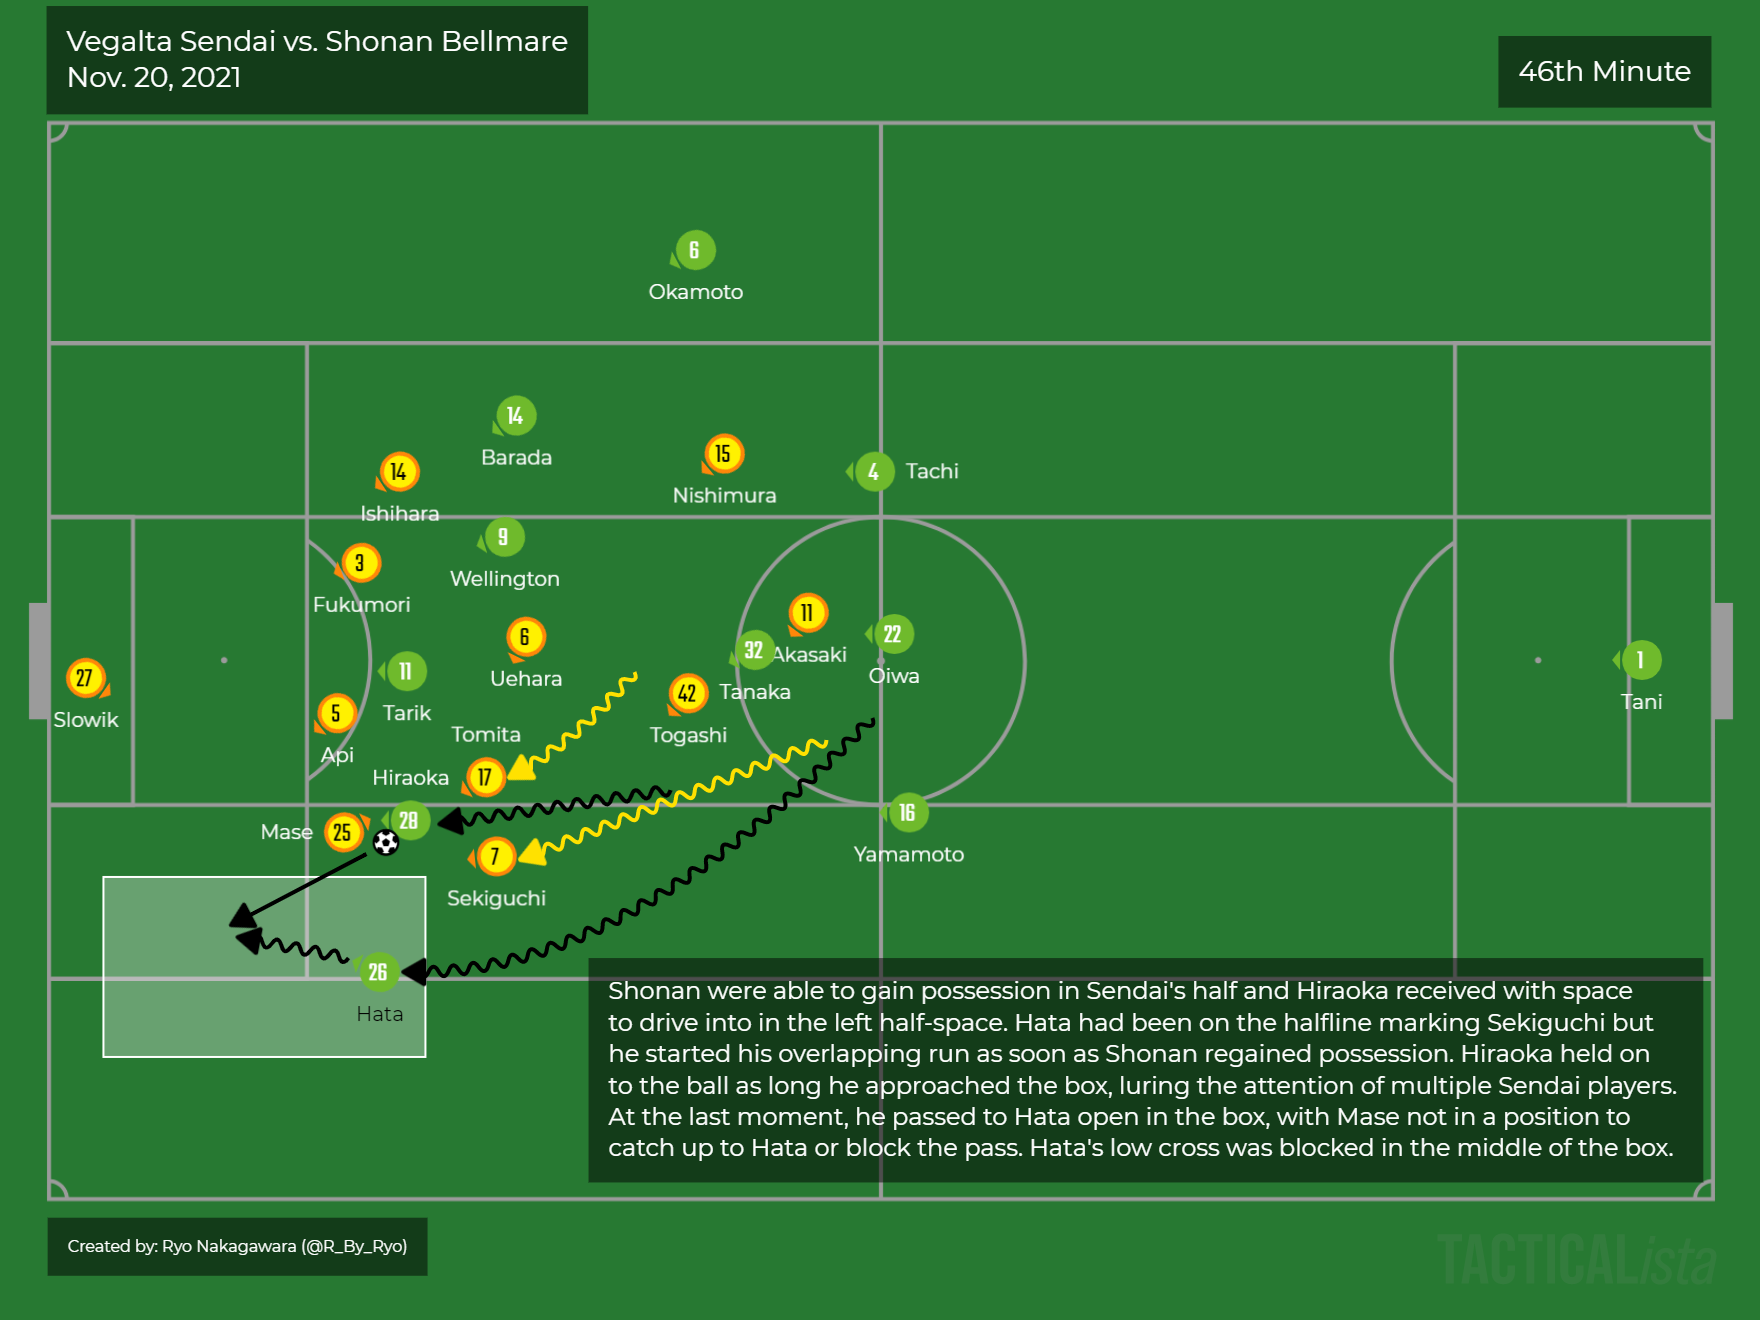 Vegalta Sendai vs. Shonan Bellmare
Nov. 20, 2021
46th Minute
6
Okamoto
14
Barada
14
Ishihara
15
Nishimura
4 Tachi
9
Wellington
3
Fukumori
6
Uehara
11
Akasaki
32
Tanaka
22
Oiwa
1
Tani
27
Slowik
11
Tarik
5
Api
42
Togashi
Tomita
17
Hiraoka
28
Mase 25
7
Sekiguchi
16
Yamamoto
26
Hata
Shonan were able to gain possession in Sendai's half and Hiraoka received with space
to drive into in the left half-space. Hata had been on the halfline marking Sekiguchi but
he started his overlapping run as soon as Shonan regained possession. Hiraoka held on
to the ball as long he approached the box, luring the attention of multiple Sendai players.
At the last moment, he passed to Hata open in the box, with Mase not in a position to
catch up to Hata or block the pass. Hata's low cross was blocked in the middle of the box.
Created by: Ryo Nakagawara (@R_By_Ryo)
TACTICALista